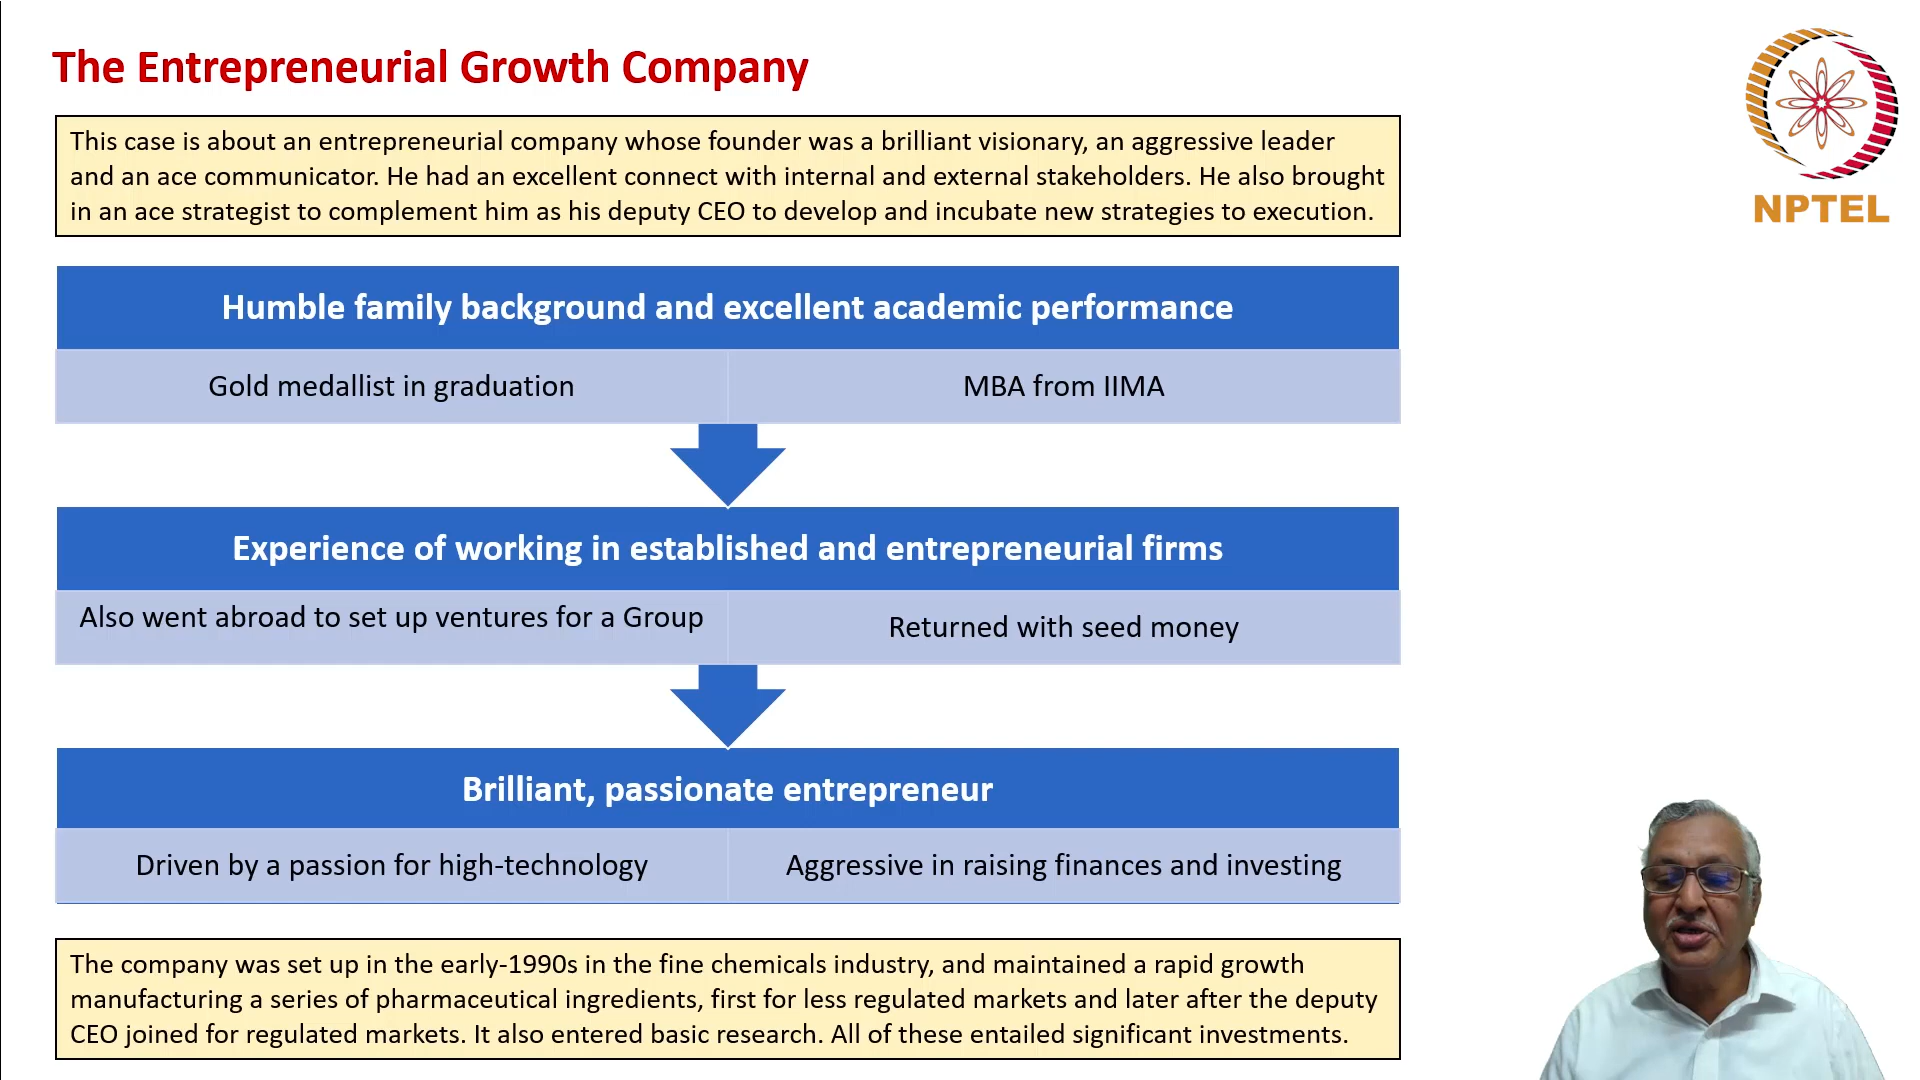 The Entrepreneurial Growth Company
NPTEL
This case is about an entrepreneurial company whose founder was a brilliant visionary, an aggressive leader
and an ace communicator. He had an excellent connect with internal and external stakeholders. He also brought
in an ace strategist to complement him as his deputy CEO to develop and incubate new strategies to execution.
Humble family background and excellent academic performance
Gold medallist in graduation
MBA from IIMA
Experience of working in established and entrepreneurial firms
Also went abroad to set up ventures for a Group
Returned with seed money
Brilliant, passionate entrepreneur
Driven by a passion for high-technology
Aggressive in raising finances and investing
The company was set up in the early-1990s in the fine chemicals industry, and maintained a rapid growth
manufacturing a series of pharmaceutical ingredients, first for less regulated markets and later after the deputy
CEO joined for regulated markets. It also entered basic research. All of these entailed significant investments.